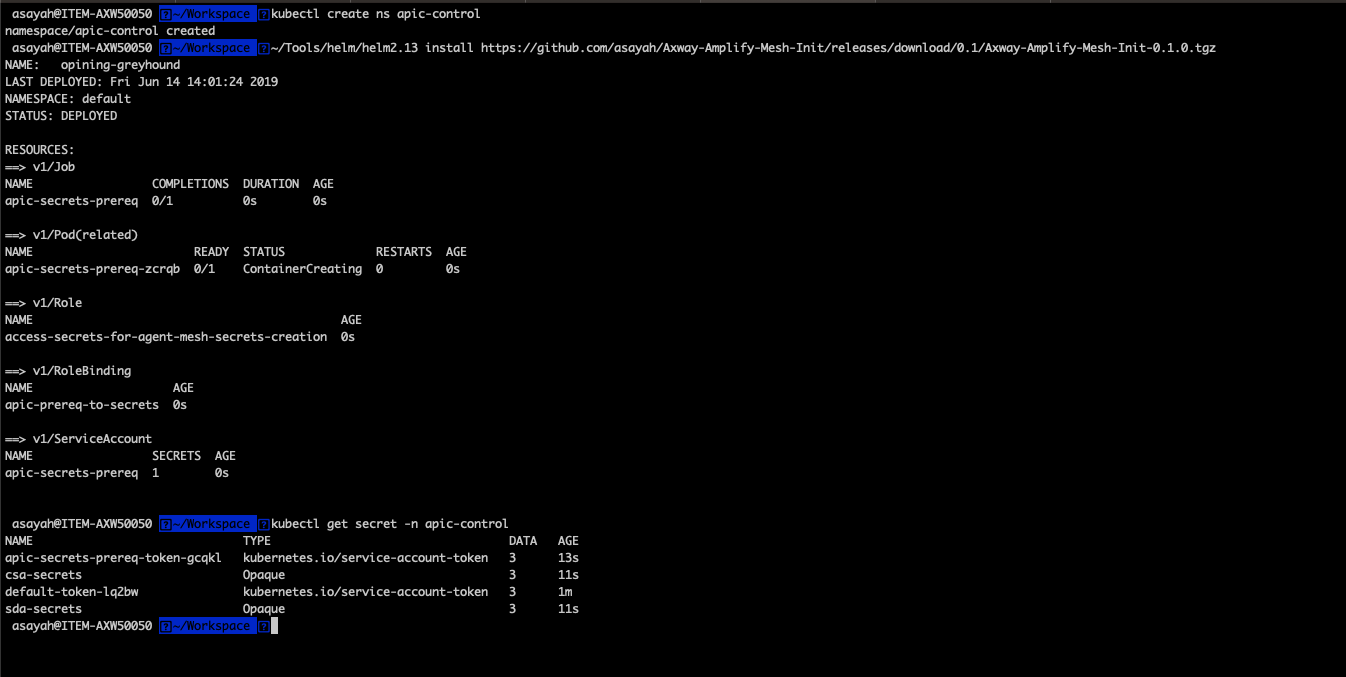 asayah@ITEM-AXW50050 ?~/Workspace ?kubectl create ns apic-control
namespace/apic-control created
asayah@ITEM-AXW50050 ?~/Workspace ?~/Tools/helm/helm2.13 install https://github.com/asayah/Axway-Amplify-Mesh-Init/releases/download/0.1/Axway-Amplify-Mesh-Init-0.1.0.tgz
NAME:   opining-greyhound
LAST DEPLOYED: Fri Jun 14 14:01:24 2019
NAMESPACE: default
STATUS: DEPLOYED
RESOURCES:
==> v1/Job
NAME                 COMPLETIONS  DURATION  AGE
apic-secrets-prereq  0/1          0s        0s
==> v1/Pod(related)
NAME                       READY  STATUS             RESTARTS  AGE
apic-secrets-prereq-zcrqb  0/1    ContainerCreating  0         0s
==> v1/Role
NAME                                            AGE
access-secrets-for-agent-mesh-secrets-creation  0s
==> v1/RoleBinding
NAME                    AGE
apic-prereq-to-secrets  0s
==> v1/ServiceAccount
NAME                 SECRETS  AGE
apic-secrets-prereq  1        0s
asayah@ITEM-AXW50050 ?~/Workspace ?kubectl get secret -n apic-control
NAME                              TYPE                                  DATA   AGE
apic-secrets-prereq-token-gcqkl   kubernetes.io/service-account-token   3      13s
csa-secrets                       Opaque                                3      11s
default-token-lq2bw               kubernetes.io/service-account-token   3      1m
sda-secrets                       Opaque                                3      11s
asayah@ITEM-AXW50050 ?~/Workspace ?